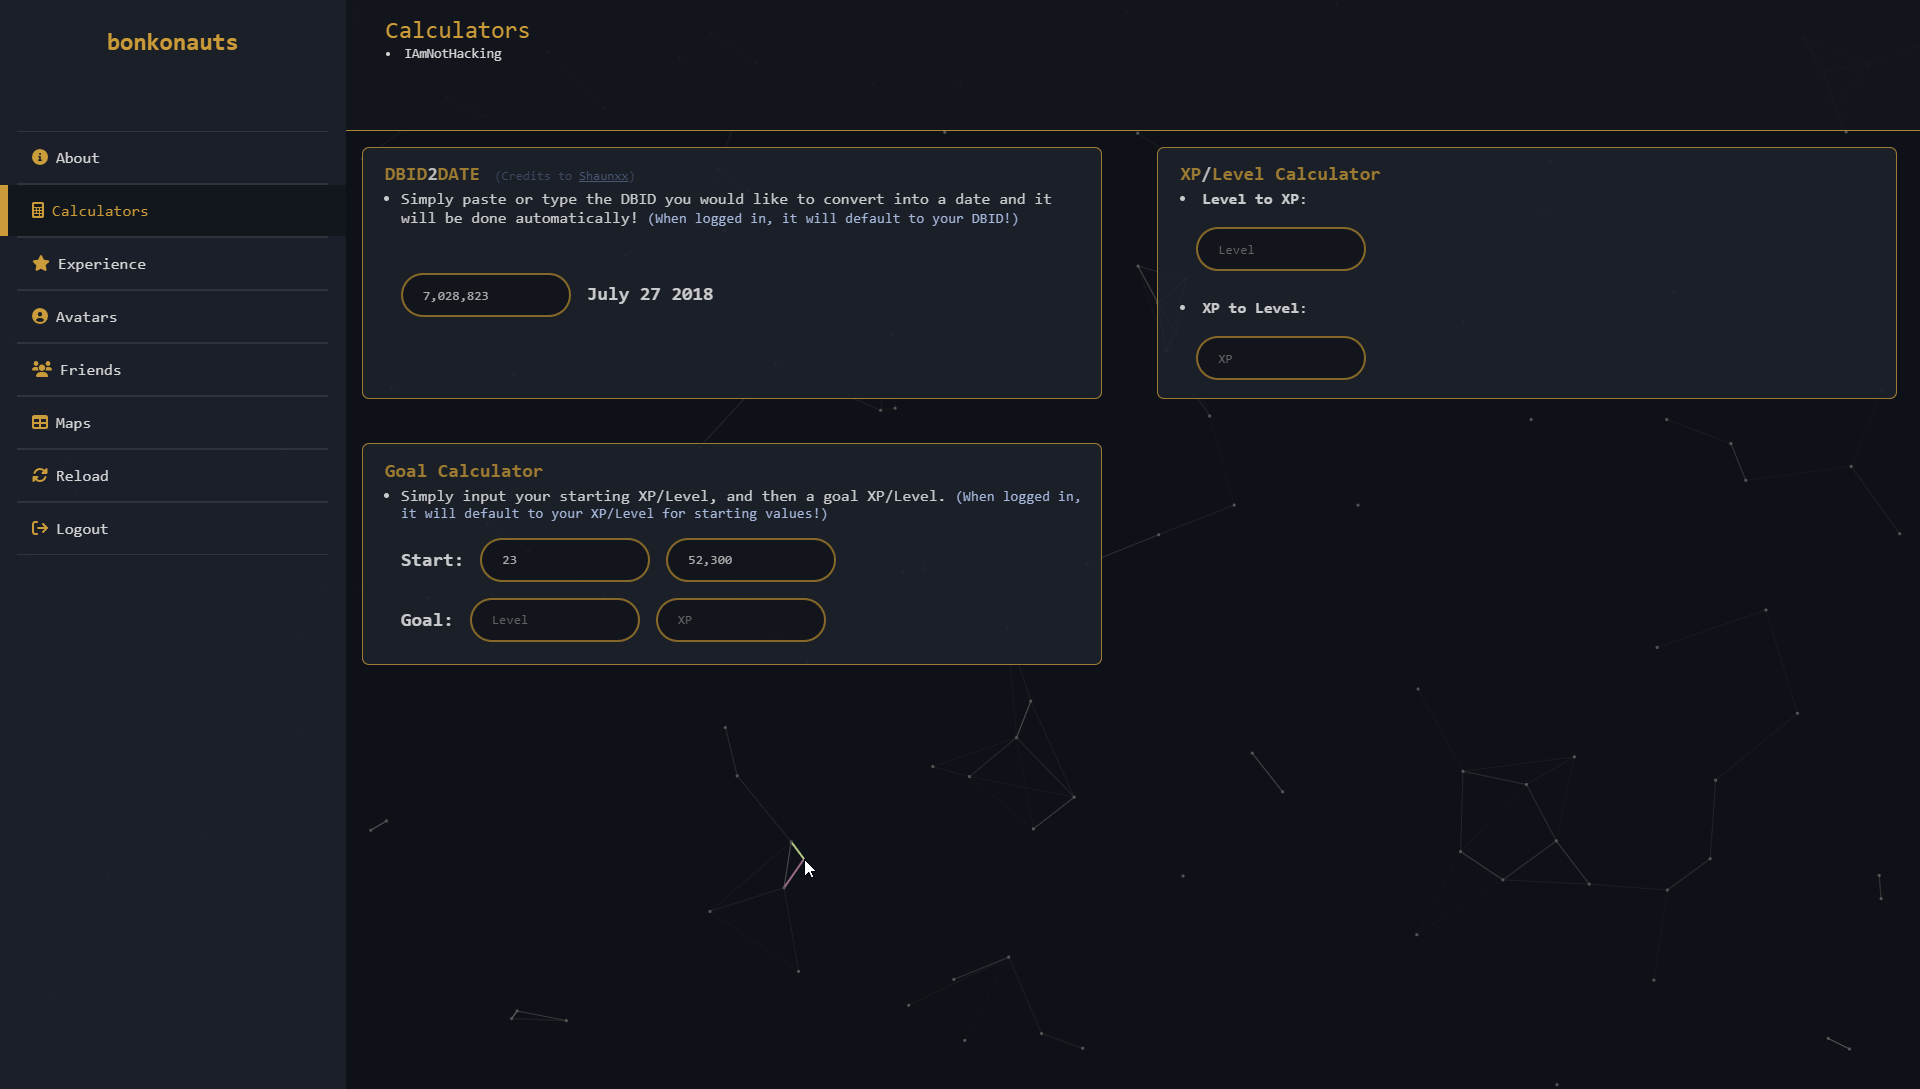 bonkonauts
About
Calculators
Experience
Avatars
Friends
Maps
Reload
Logout
Calculators
• IAmNotHacking
DBID2DATE (Credits to Shaunxx)
• Simply paste or type the DBID you would like to convert into a date and it
will be done automatically! (When logged in, it will default to your DBID!)
7,028,823 July 27 2018
XP/Level Calculator
• Level to XP:
Level
• XP to Level:
XP
Goal Calculator
• Simply input your starting XP/Level, and then a goal XP/Level. (When logged in,
it will default to your XP/Level for starting values!)
Start: 23 52,300
Goal: Level XP